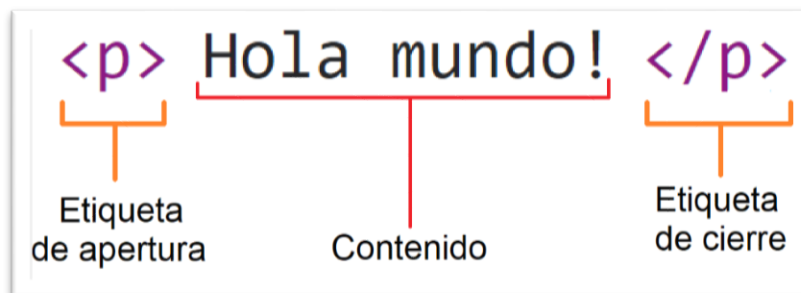 <p> Hola mundo! </p>
Etiqueta
de apertura
Contenido
Etiqueta
de cierre